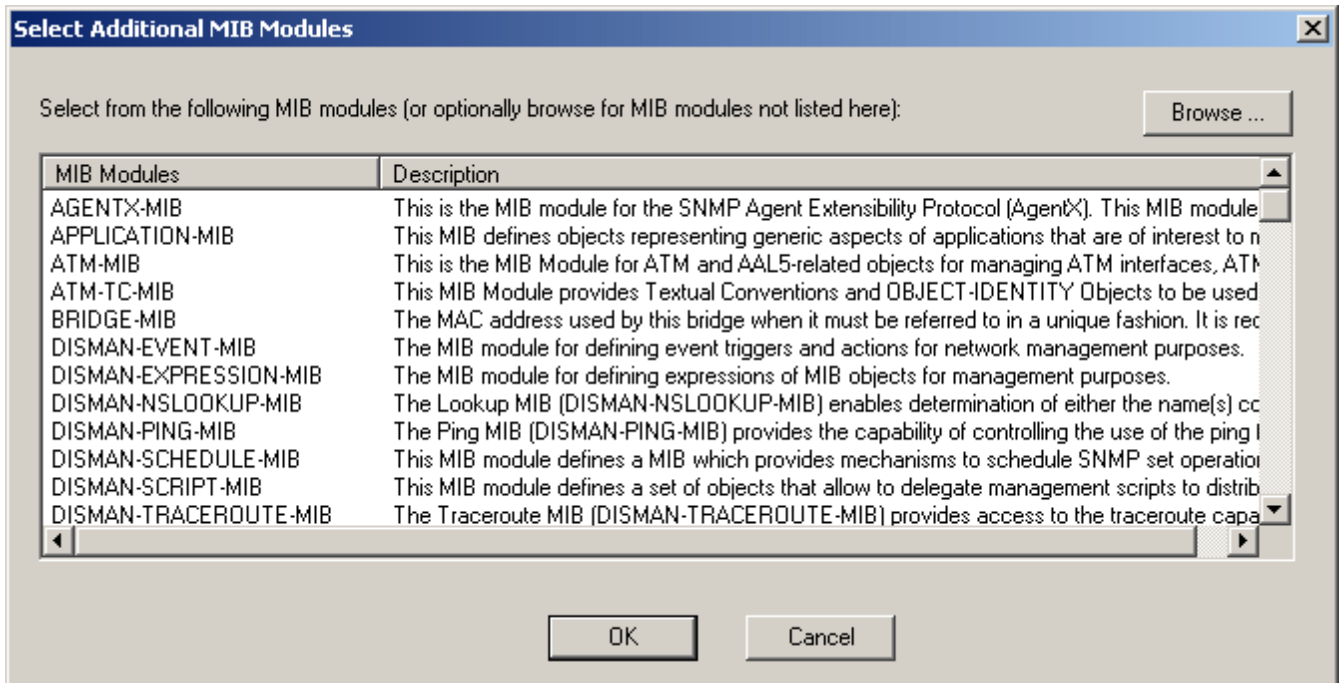 Select Additional MIB Modules
Select from the following MIB modules (or optionally browse for MIB modules not listed here):
Browse ...
MIB Modules Description
AGENTX-MIB This is the MIB module for the SNMP Agent Extensibility Protocol (AgentX). This MIB module
APPLICATION-MIB This MIB defines objects representing generic aspects of applications that are of interest to
ATM-MIB This is the MIB Module for ATM and AAL5-related objects for managing ATM interfaces,
ATM-TC-MIB This MIB Module provides Textual Conventions and OBJECT-IDENTITY Objects to be used
BRIDGE-MIB The MAC address used by this bridge when it must be referred to in a unique fashion. It is
DISMAN-EVENT-MIB The MIB module for defining event triggers and actions for network management purposes.
DISMAN-EXPRESSION-MIB The MIB module for defining expressions of MIB objects for management purposes.
DISMAN-NSLOOKUP-MIB The Lookup MIB (DISMAN-NSLOOKUP-MIB) enables determination of either the name(s)
DISMAN-PING-MIB The Ping MIB (DISMAN-PING-MIB) provides the capability of controlling the use of the ping
DISMAN-SCHEDULE-MIB This MIB module defines a MIB which provides mechanisms to schedule SNMP set
DISMAN-SCRIPT-MIB This MIB module defines a set of objects that allow to delegate management scripts to
DISMAN-TRACEROUTE-MIB The Traceroute MIB (DISMAN-TRACEROUTE-MIB) provides access to the traceroute
OK Cancel